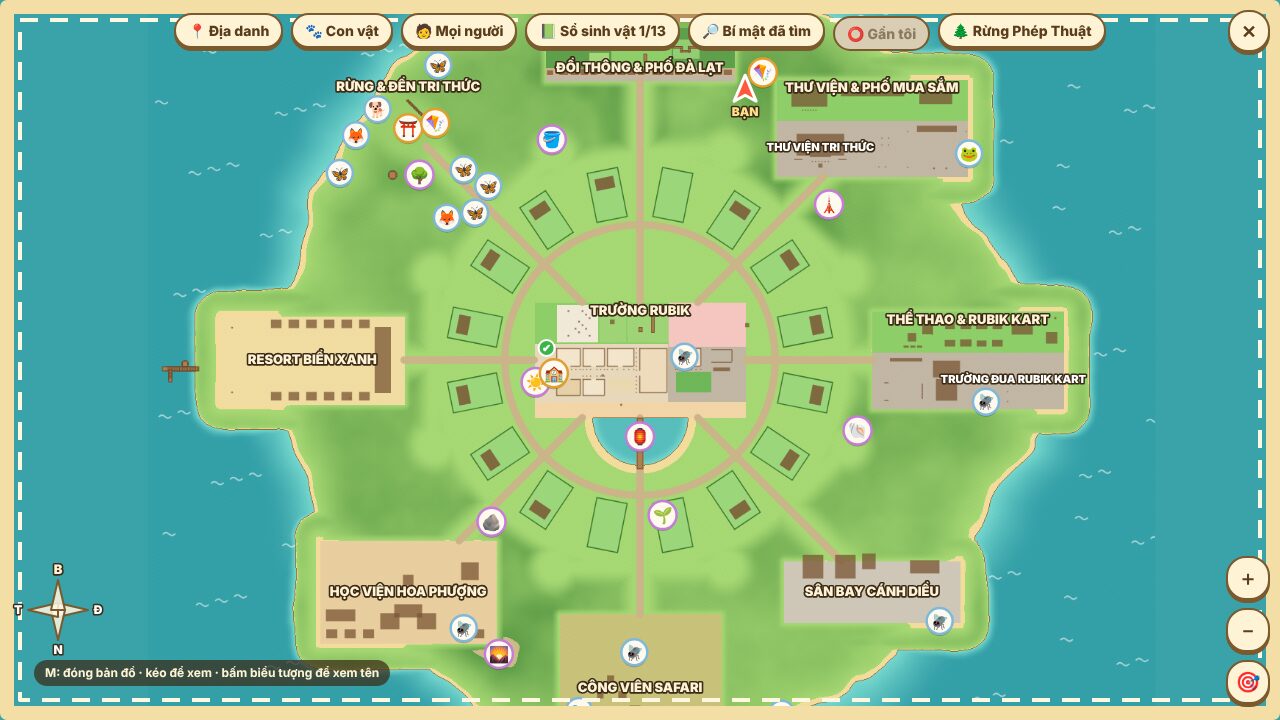 Địa danh
Con vật
Mọi người
Sổ sinh vật 1/13
Bí mật đã tìm
Gần tôi
Rừng Phép Thuật
ĐỒI THÔNG & PHỐ ĐÀ LẠT
RỪNG & ĐỀN TRI THỨC
THƯ VIỆN & PHỐ MUA SẮM
BẠN
THƯ VIỆN TRI THỨC
TRƯỜNG RUBIK
THỂ THAO & RUBIK KART
RESORT BIỂN XANH
TRƯỜNG ĐUA RUBIK KART
HỌC VIỆN HOA PHƯỢNG
SÂN BAY CÁNH DIỀU
B
T
Đ
N
M: đóng bản đồ · kéo để xem · bấm biểu tượng để xem tên
CÔNG VIÊN SAFARI